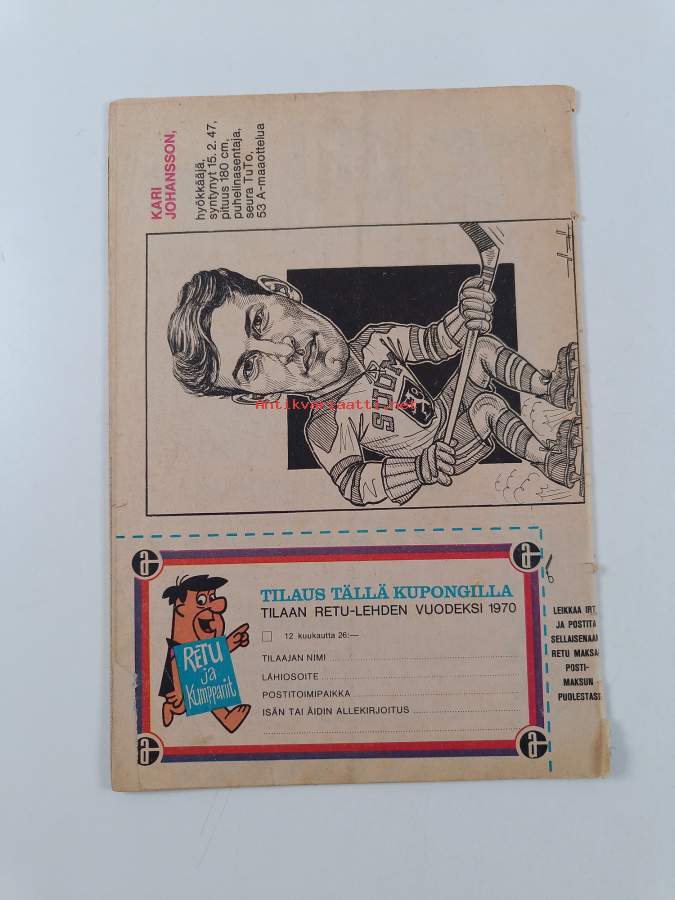 KARI
JOHANSSON,
hyökkääjä,
syntynyt 15. 2. 47,
pituus 180 cm,
puhelinasentaja,
seura TuTo,
53 A-maaottelua
SUOMI
Antikvariaatti.net
TILAUS TÄLLÄ KUPONGILLA
TILAAN RETU-LEHDEN VUODEKSI 1970
12 kuukautta 26:—
TILAAJAN NIMI
LÄHIOSOITE
POSTITOIMIPAIKKA
ISÄN TAI ÄIDIN ALLEKIRJOITUS
RETU
ja
Kumppanit
LEIKKAA IRT
JA POSTITA
SELLAISENAAN
RETU MAKSA
POSTI-
MAKSUN
PUOLESTAS